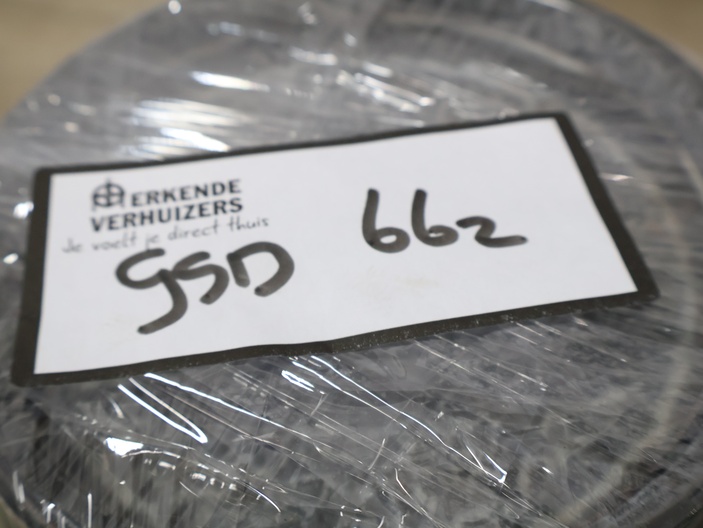 ERKENDE
VERHUIZERS
Je voelt je direct thuis
GSD 662